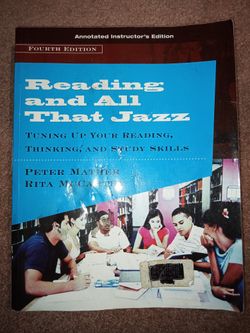 Annotated Instructor's Edition
FOURTH EDITION
Reading
and All
That Jazz
TUNING UP YOUR READING,
THINKING, AND STUDY SKILLS
PETER MATHER
RITA